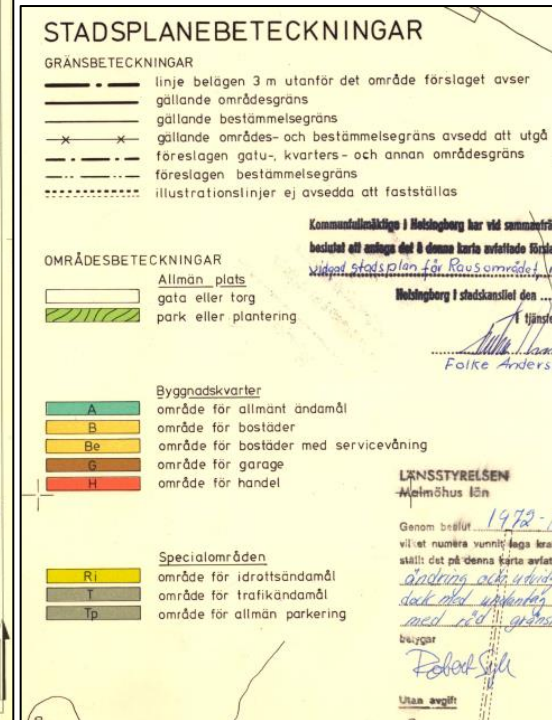 STADSPLANEBETECKNINGAR
GRÄNSBETECKNINGAR
linje belägen 3 m utanför det område förslaget avser
gällande områdesgräns
gällande bestämmelsegräns
gällande områdes- och bestämmelsegräns avsedd att utgå
föreslagen gatu-, kvarters- och annan områdesgräns
föreslagen bestämmelsegräns
illustrationslinjer ej avsedda att fastställas
Kommunfullmäktige i Helsingborg har vid sammanträ
beslutat att antaga det å denna karta avfattade försla
vidgad stadsplan för Rausområdet,
Helsingborg i stadskansliet den ...
tjänste
Folke Anders
OMRÅDESBETECKNINGAR
Allmän plats
gata eller torg
park eller plantering
Byggnadskvarter
A område för allmänt ändamål
B område för bostäder
Be område för bostäder med servicevåning
G område för garage
H område för handel
LÄNSSTYRELSEN
Malmöhus län
Genom beslut 1972-
vilket numera vunnit laga kra
ställt det på denna karta avfat
ändring och utvid
dock med undantag
med röd gräns
betygar
Utan avgift
Specialområden
Ri område för idrottsändamål
T område för trafikändamål
Tp område för allmän parkering